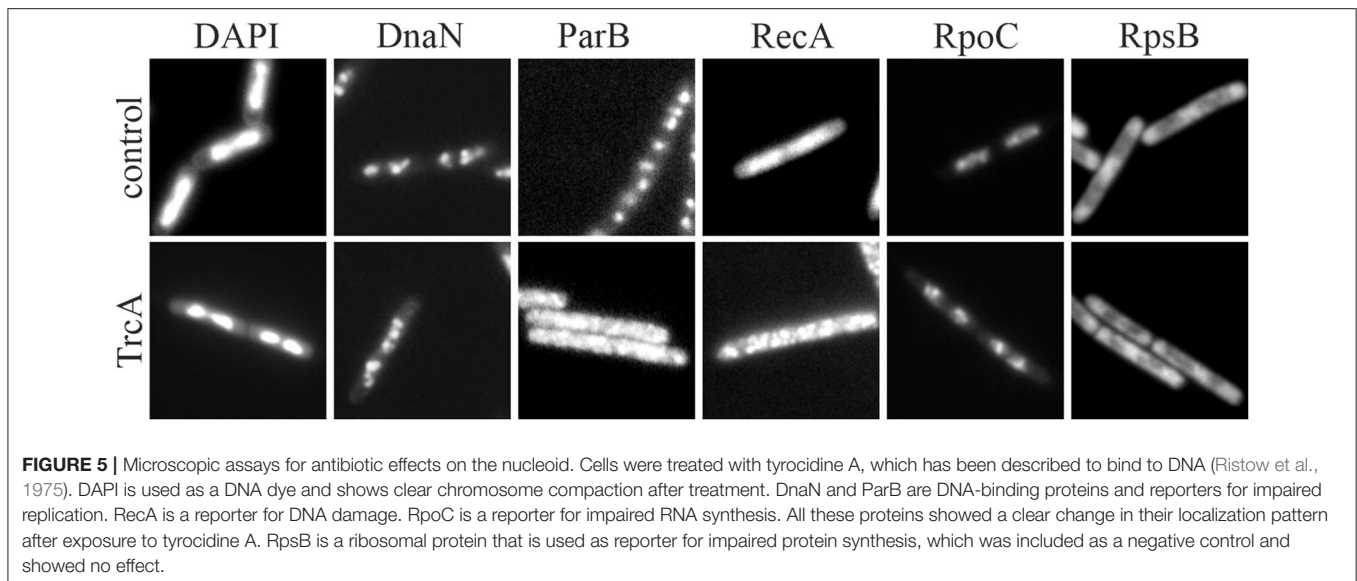 DAPI DnaN ParB RecA RpoC RpsB
control
TrcA
FIGURE 5 | Microscopic assays for antibiotic effects on the nucleoid. Cells were treated with tyrocidine A, which has been described to bind to DNA (Ristow et al.,
1975). DAPI is used as a DNA dye and shows clear chromosome compaction after treatment. DnaN and ParB are DNA-binding proteins and reporters for impaired
replication. RecA is a reporter for DNA damage. RpoC is a reporter for impaired RNA synthesis. All these proteins showed a clear change in their localization pattern
after exposure to tyrocidine A. RpsB is a ribosomal protein that is used as reporter for impaired protein synthesis, which was included as a negative control and
showed no effect.